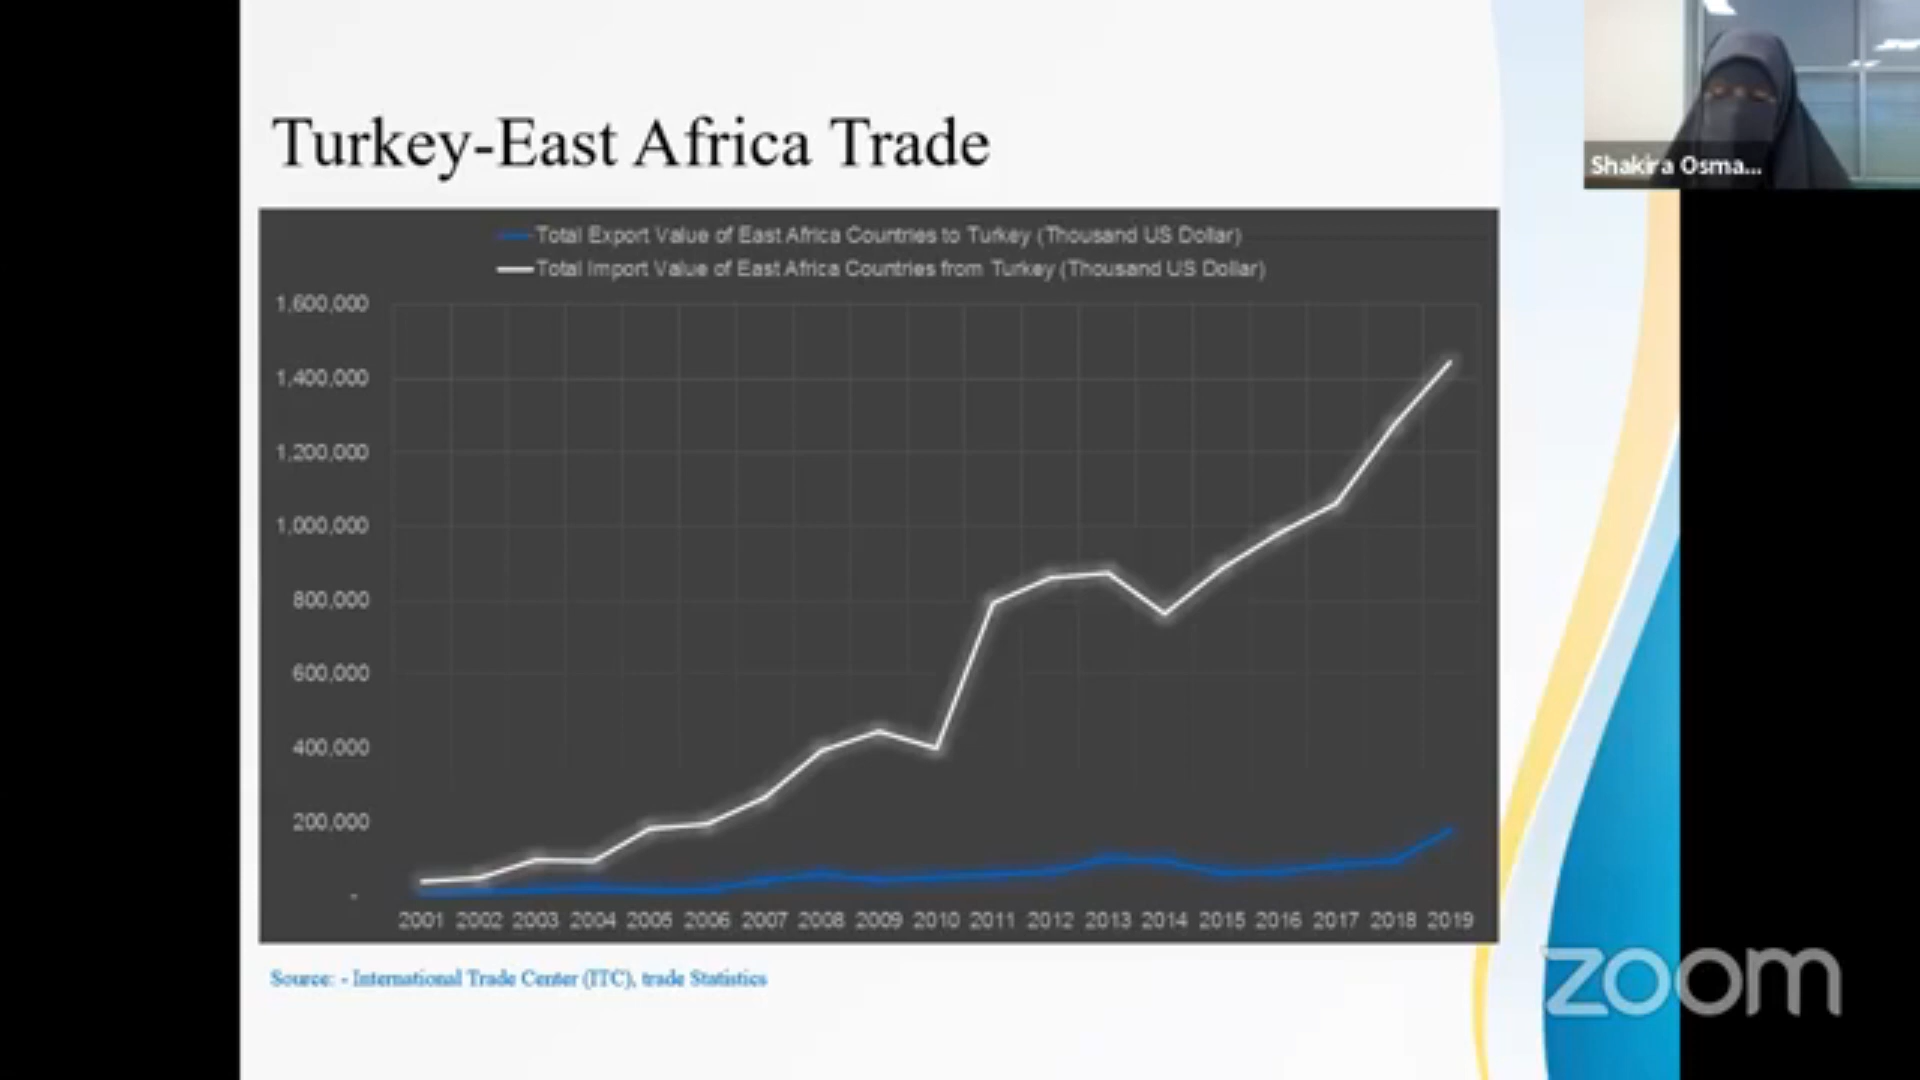 Turkey-East Africa Trade
Shakira Osma...
Total Export Value of East Africa Countries to Turkey (Thousand US Dollar)
Total Import Value of East Africa Countries from Turkey (Thousand US Dollar)
1,600,000
1,400,000
1,200,000
1,000,000
800,000
600,000
400,000
200,000
-
2001 2002 2003 2004 2005 2006 2007 2008 2009 2010 2011 2012 2013 2014 2015 2016 2017 2018 2019
Source: - International Trade Center (ITC), trade Statistics
zoom